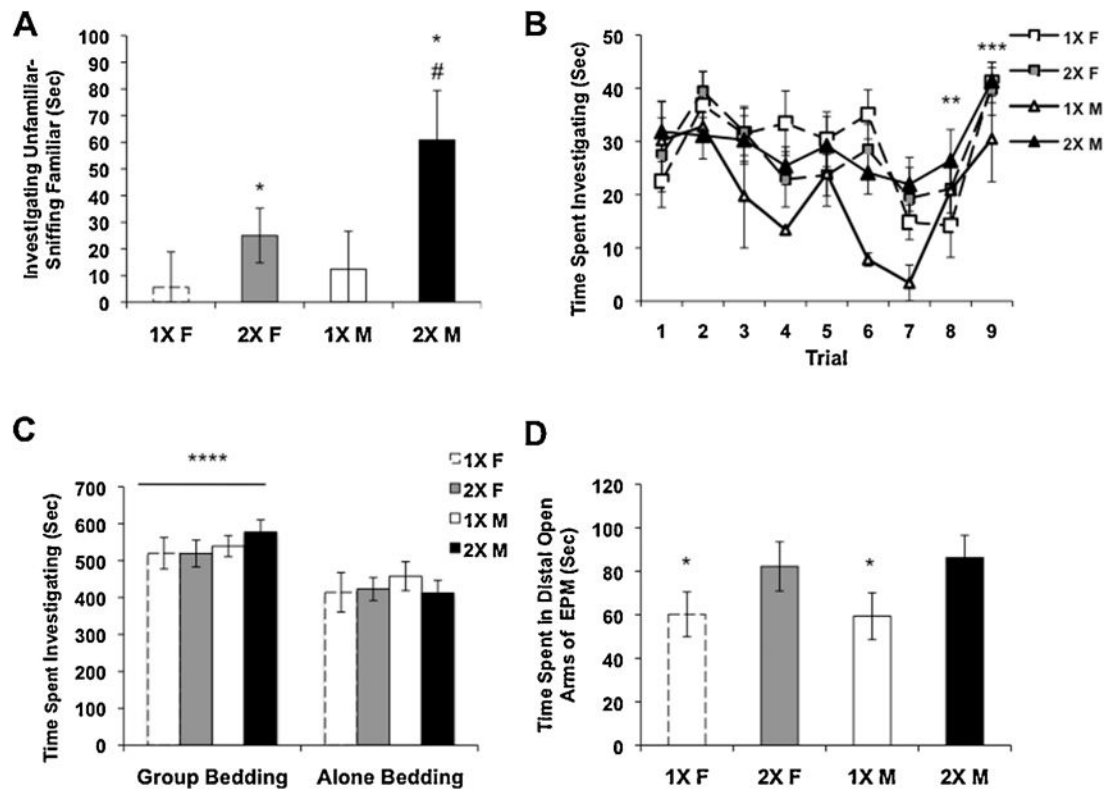 A
Investigating Unfamiliar-
Sniffing Familiar (Sec)
100
90
80
70
60
50
40
30
20
10
0
*
*
#
1X F
2X F
1X M
2X M
B
Time Spent Investigating (Sec)
50
40
30
20
10
0
**
***
1X F
2X F
1X M
2X M
1 2 3 4 5 6 7 8 9
Trial
C
Time Spent Investigating (Sec)
700
600
500
400
300
200
100
0
****
1X F
2X F
1X M
2X M
Group Bedding
Alone Bedding
D
Time Spent in Distal Open
Arms of EPM (Sec)
120
100
80
60
40
20
0
*
*
1X F
2X F
1X M
2X M